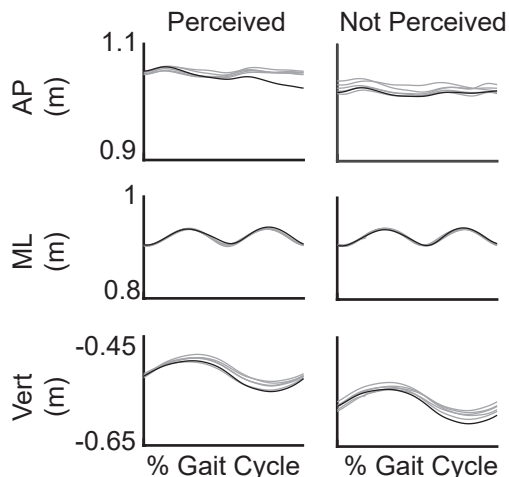 Perceived
Not Perceived
AP
(m)
1.1
0.9
ML
(m)
1
0.8
Vert
(m)
-0.45
-0.65
% Gait Cycle
% Gait Cycle